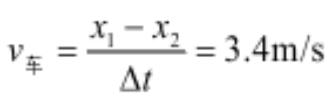 v车 = (x₁ − x₂)/Δt = 3.4m/s